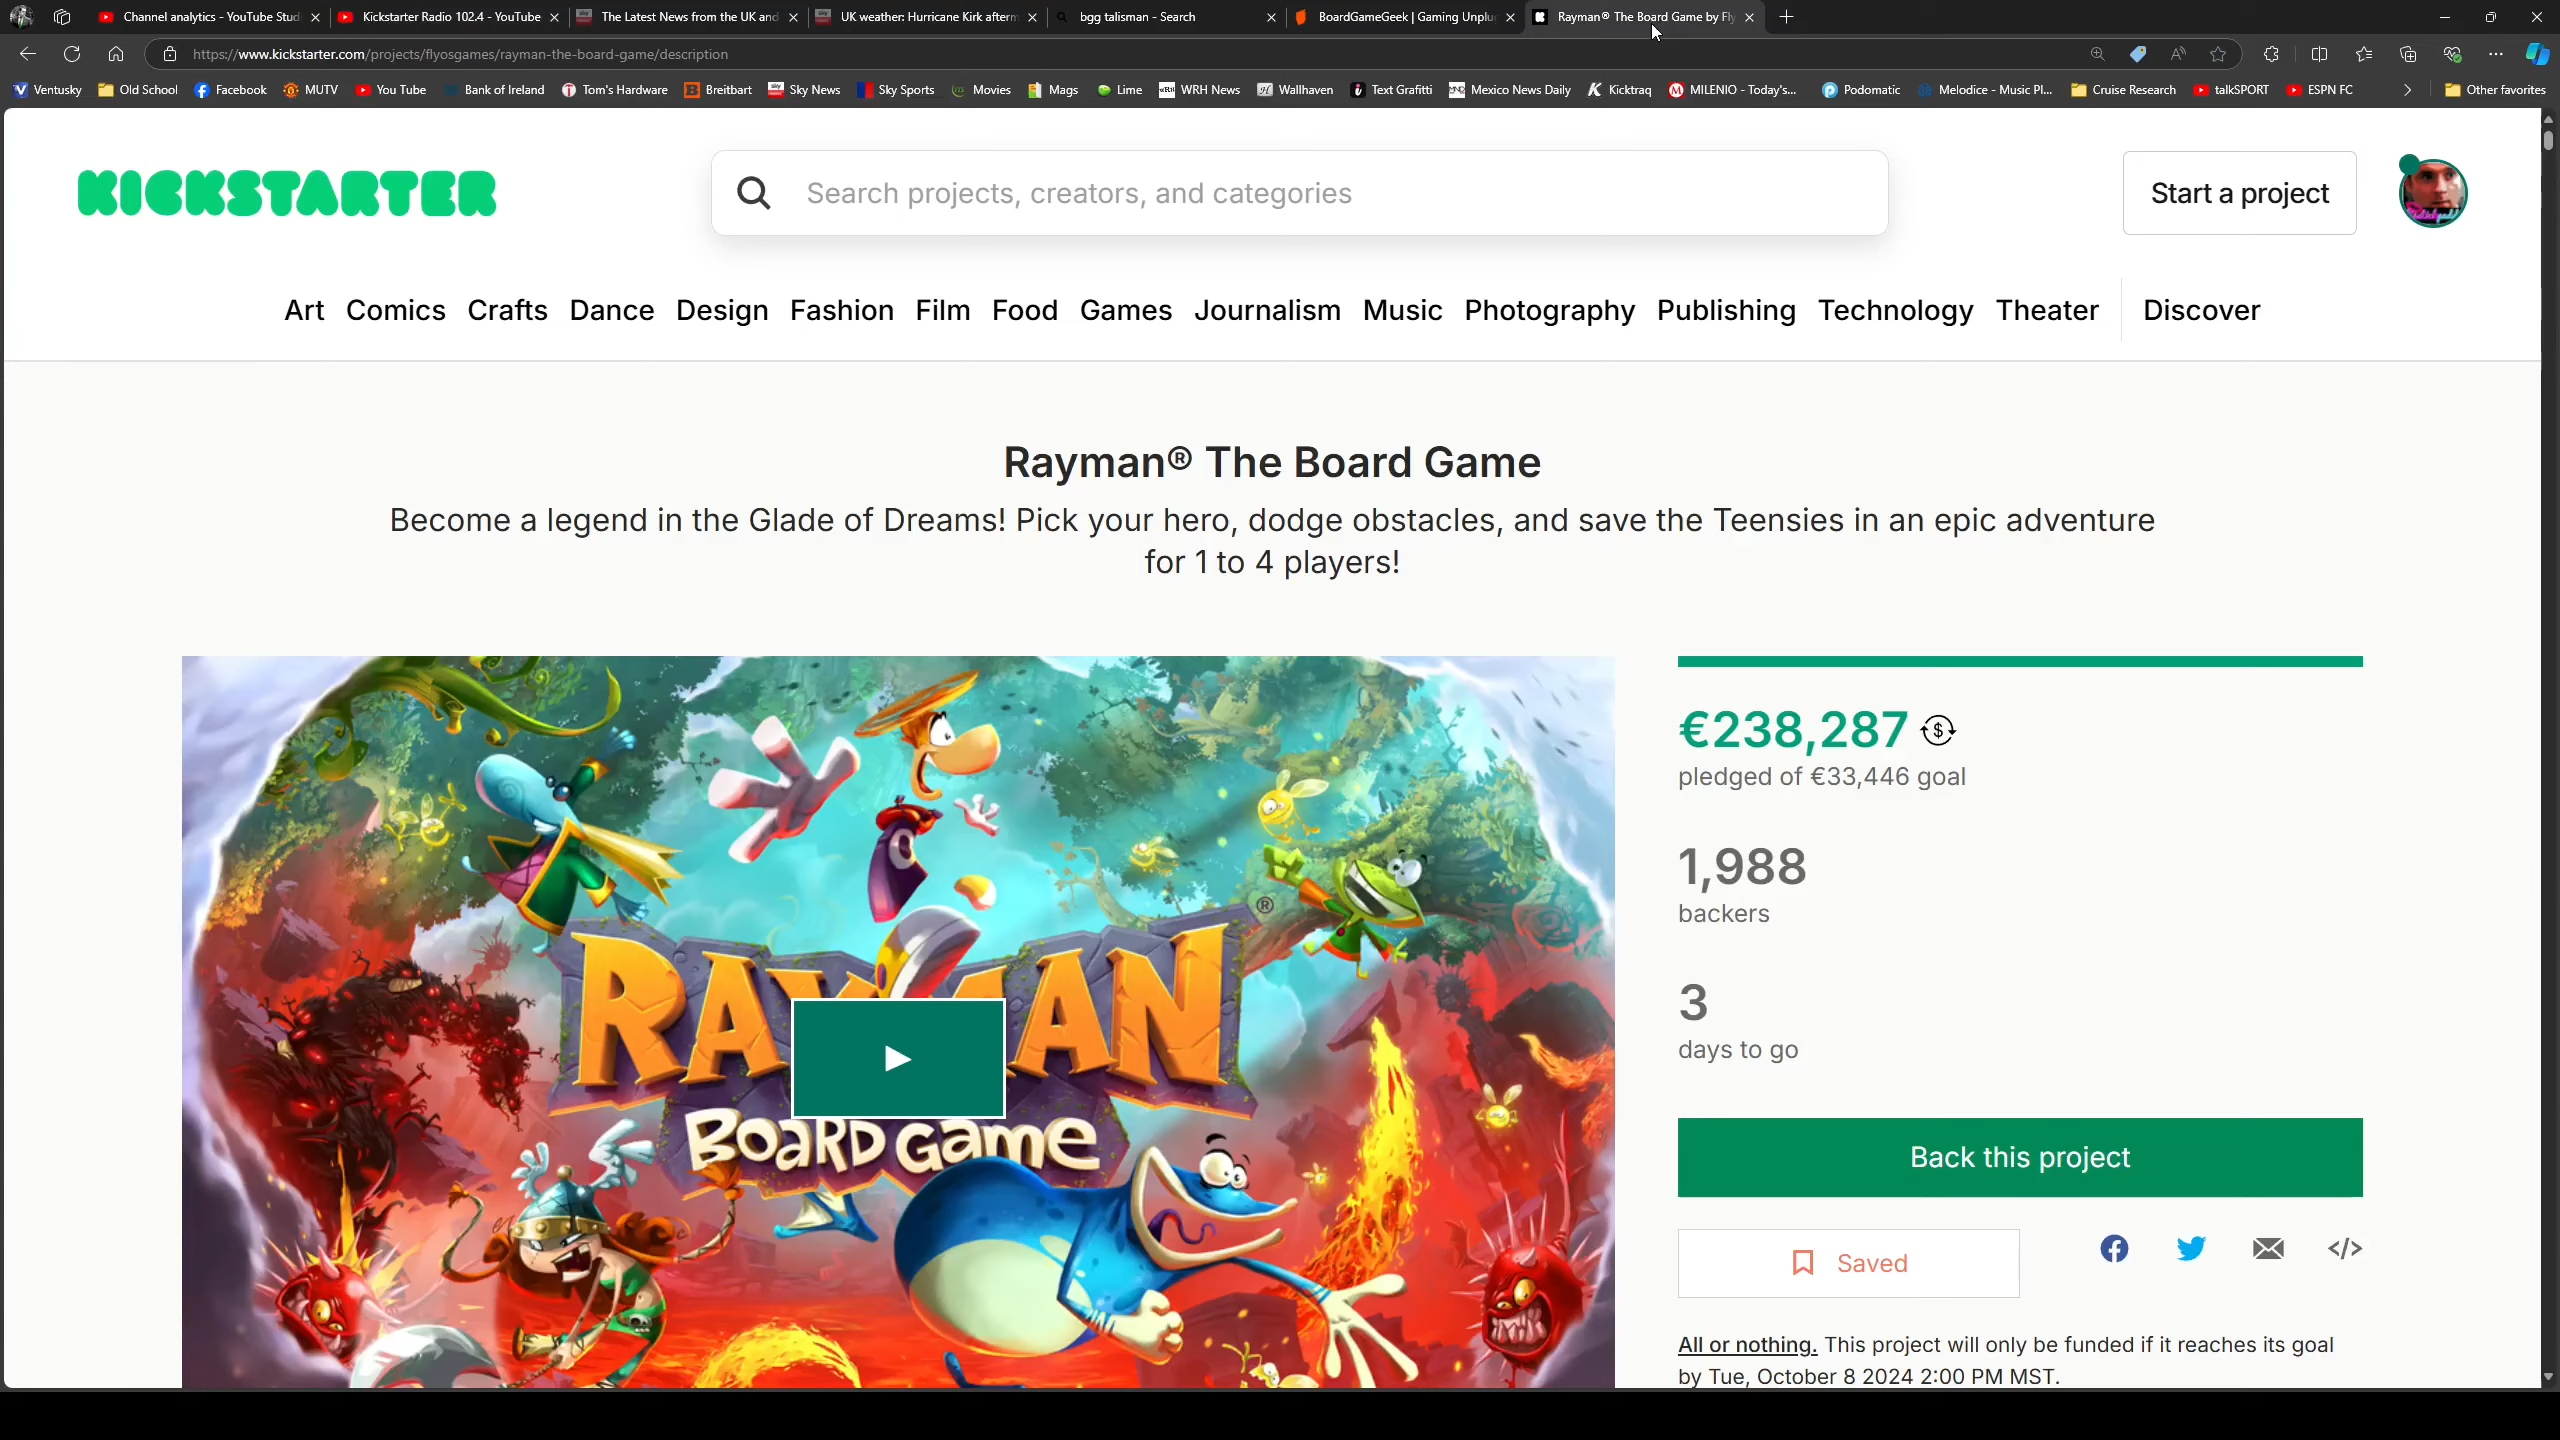 Channel analytics - YouTube Studi
Kickstarter Radio 102.4 - YouTube
The Latest News from the UK and
UK weather: Hurricane Kirk afterm
bgg talisman - Search
BoardGameGeek | Gaming Unplu
Rayman® The Board Game by Fly
https://www.kickstarter.com/projects/flyosgames/rayman-the-board-game/description
Ventusky
Old School
Facebook
MUTV
You Tube
Bank of Ireland
Tom's Hardware
Breitbart
Sky News
Sky Sports
Movies
Mags
Lime
WRH News
Wallhaven
Text Grafitti
Mexico News Daily
Kicktraq
MILENIO - Today's...
Podomatic
Melodice - Music Pl...
Cruise Research
talkSPORT
ESPN FC
Other favorites
KICKSTARTER
Search projects, creators, and categories
Start a project
Art Comics Crafts Dance Design Fashion Film Food Games Journalism Music Photography Publishing Technology Theater Discover
Rayman® The Board Game
Become a legend in the Glade of Dreams! Pick your hero, dodge obstacles, and save the Teensies in an epic adventure
for 1 to 4 players!
RAYMAN ®
BOARD GAME
€238,287
pledged of €33,446 goal
1,988
backers
3
days to go
Back this project
Saved
All or nothing. This project will only be funded if it reaches its goal
by Tue, October 8 2024 2:00 PM MST.